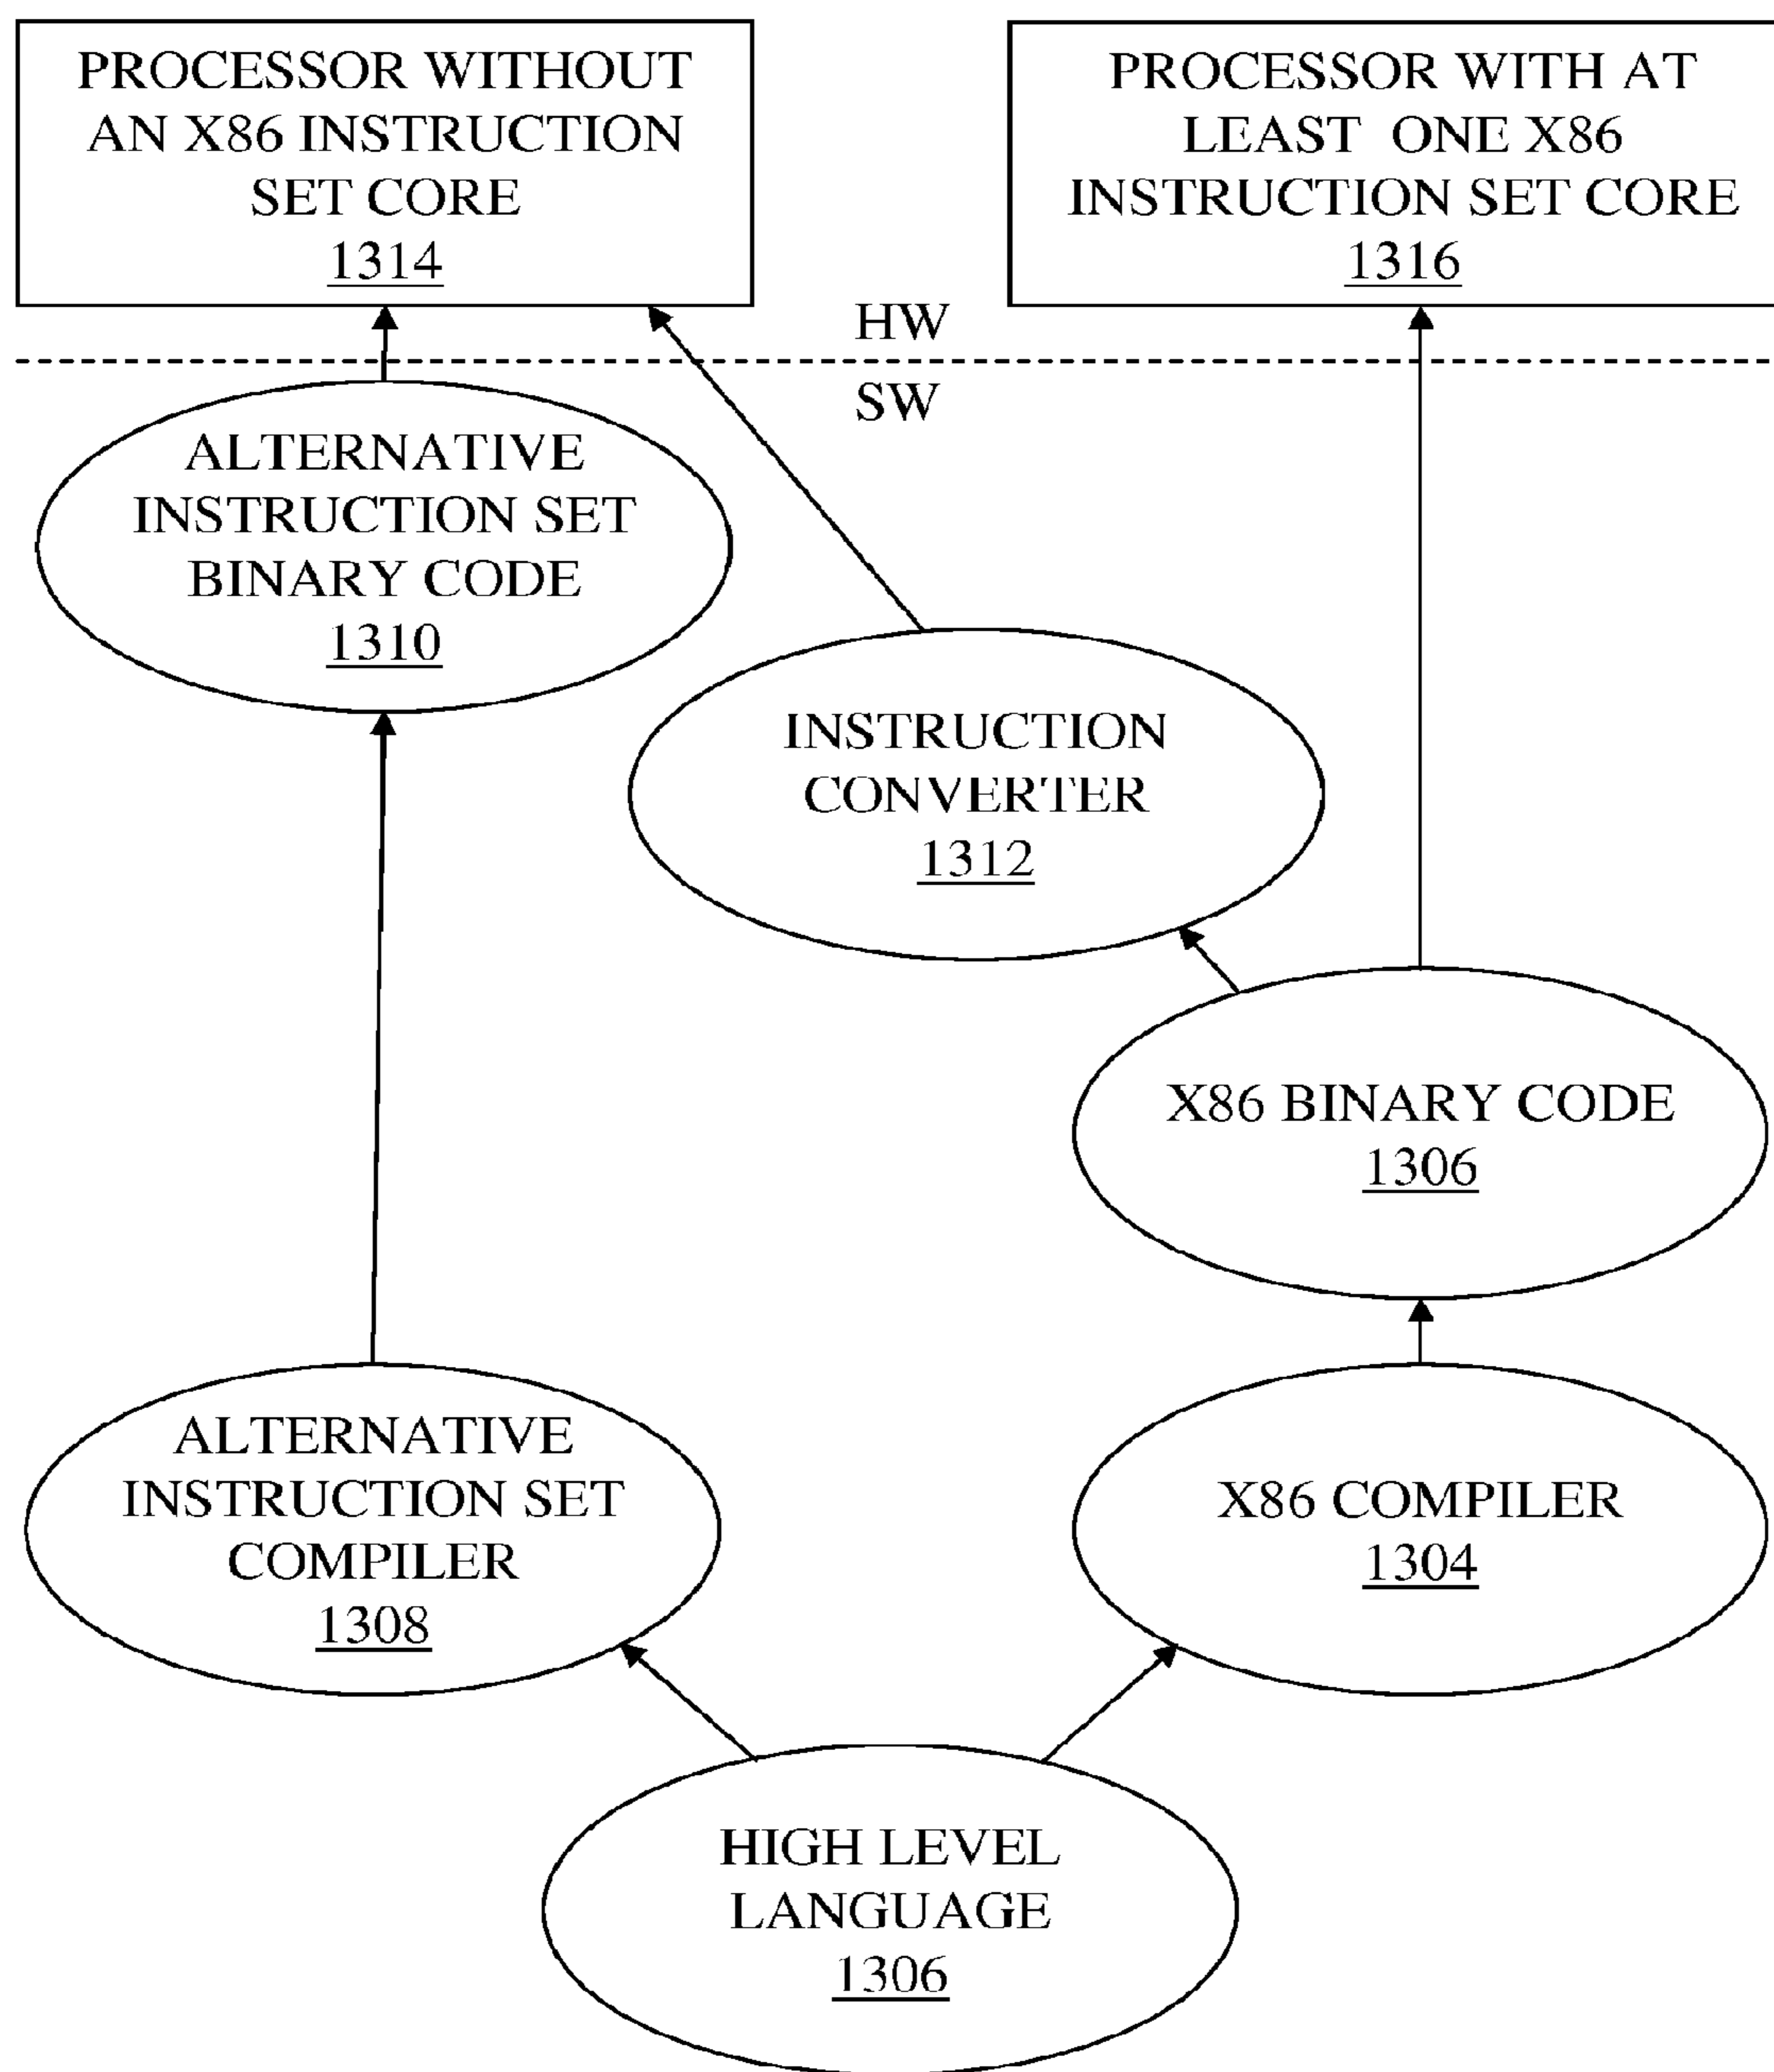 PROCESSOR WITHOUT
AN X86 INSTRUCTION
SET CORE
1314
PROCESSOR WITH AT
LEAST ONE X86
INSTRUCTION SET CORE
1316
HW
SW
ALTERNATIVE
INSTRUCTION SET
BINARY CODE
1310
INSTRUCTION
CONVERTER
1312
X86 BINARY CODE
1306
ALTERNATIVE
INSTRUCTION SET
COMPILER
1308
X86 COMPILER
1304
HIGH LEVEL
LANGUAGE
1306